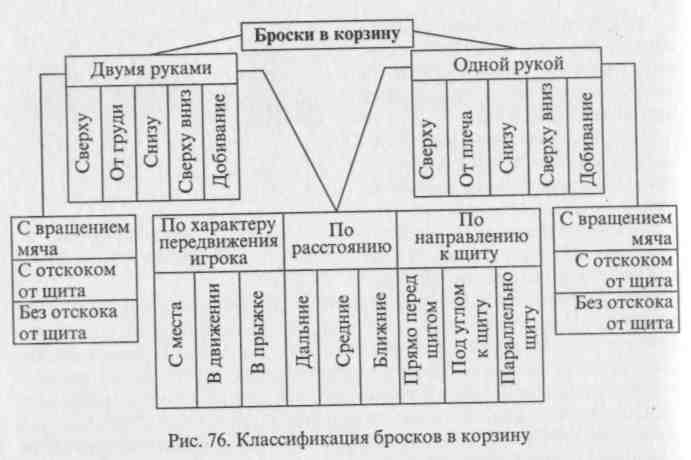 Броски в корзину
Двумя руками
Одной рукой
Сверху
От груди
Снизу
Сверху вниз
Добивание
Сверху
От плеча
Снизу
Сверху вниз
Добивание
С вращением
мяча
С отскоком
от щита
Без отскока
от щита
По характеру
передвижения
игрока
По
расстоянию
По
направлению
к щиту
С места
В движении
В прыжке
Дальние
Средние
Ближние
Прямо перед
щитом
Под углом
к щиту
Параллельно
щиту
С вращением
мяча
С отскоком
от щита
Без отскока
от щита
Рис. 76. Классификация бросков в корзину